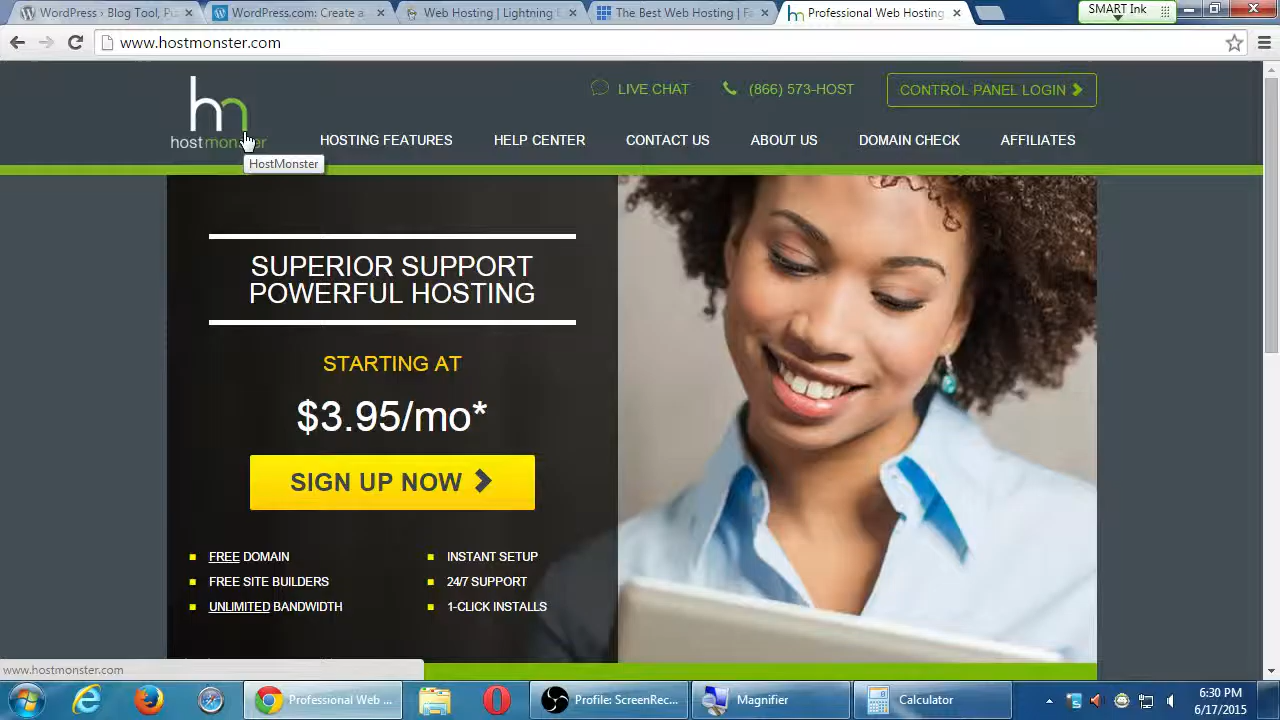 WordPress › Blog Tool, Pu
WordPress.com: Create a
Web Hosting | Lightning
The Best Web Hosting | Fa
Professional Web Hosting
SMART Ink
www.hostmonster.com
LIVE CHAT
(866) 573-HOST
CONTROL PANEL LOGIN
hn
hostmonster
HOSTING FEATURES
HELP CENTER
CONTACT US
ABOUT US
DOMAIN CHECK
AFFILIATES
HostMonster
SUPERIOR SUPPORT
POWERFUL HOSTING
STARTING AT
$3.95/mo*
SIGN UP NOW
FREE DOMAIN
INSTANT SETUP
FREE SITE BUILDERS
24/7 SUPPORT
UNLIMITED BANDWIDTH
1-CLICK INSTALLS
www.hostmonster.com
Professional Web ...
Profile: ScreenRec...
Magnifier
Calculator
6:30 PM
6/17/2015